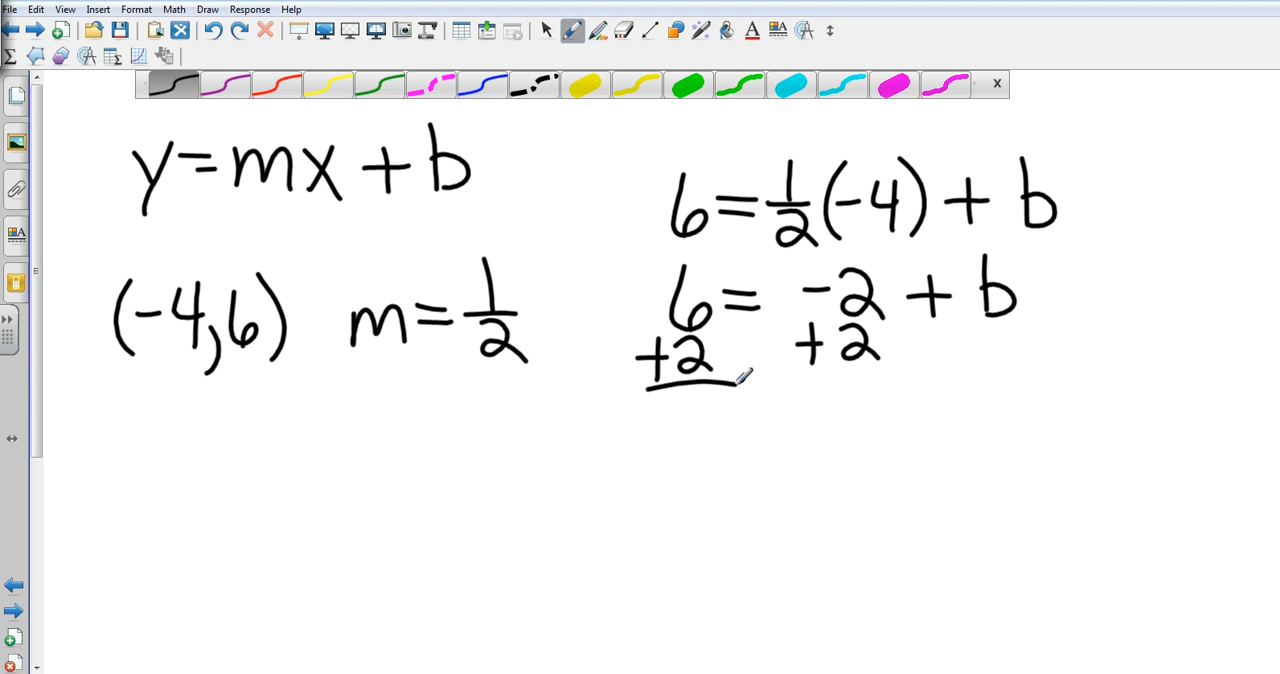 File Edit View Insert Format Math Draw Response Help
x
y=mx+b
(-4,6) m=1/2
6=1/2(-4)+b
6= -2+b
+2 +2